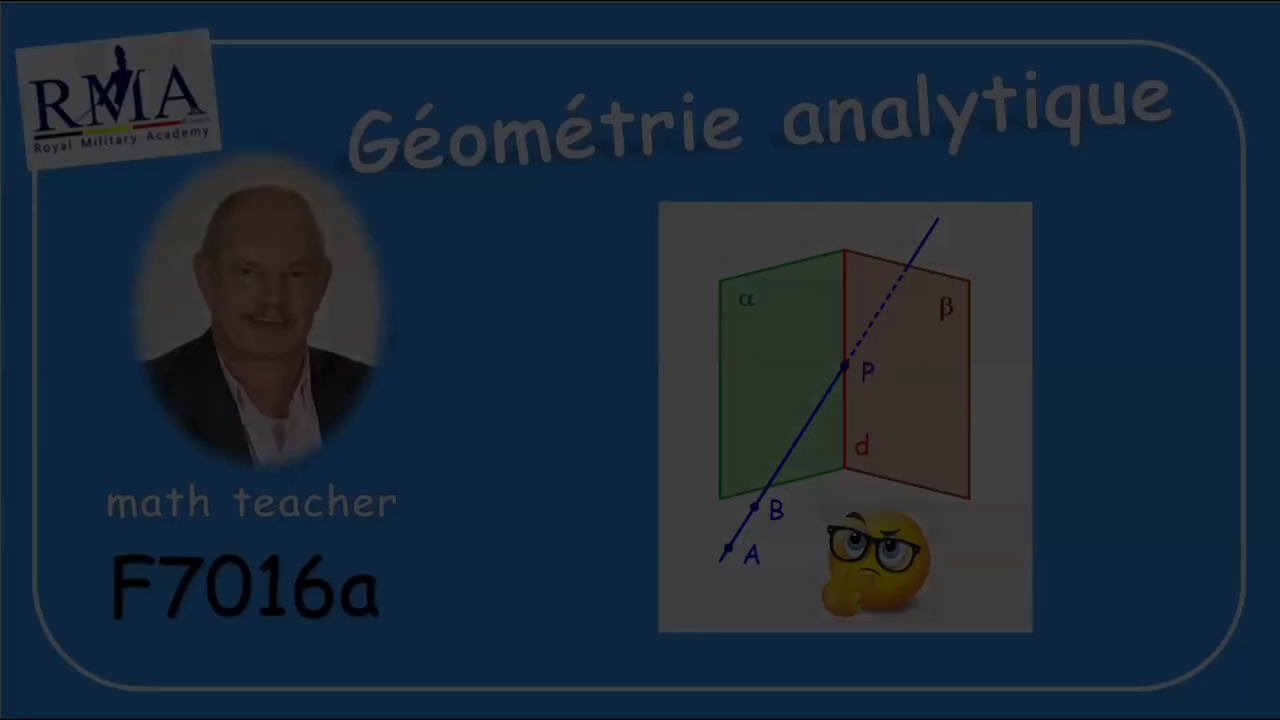 RMA
Royal Military Academy
Géométrie analytique
α
β
P
d
B
A
math teacher
F7016a